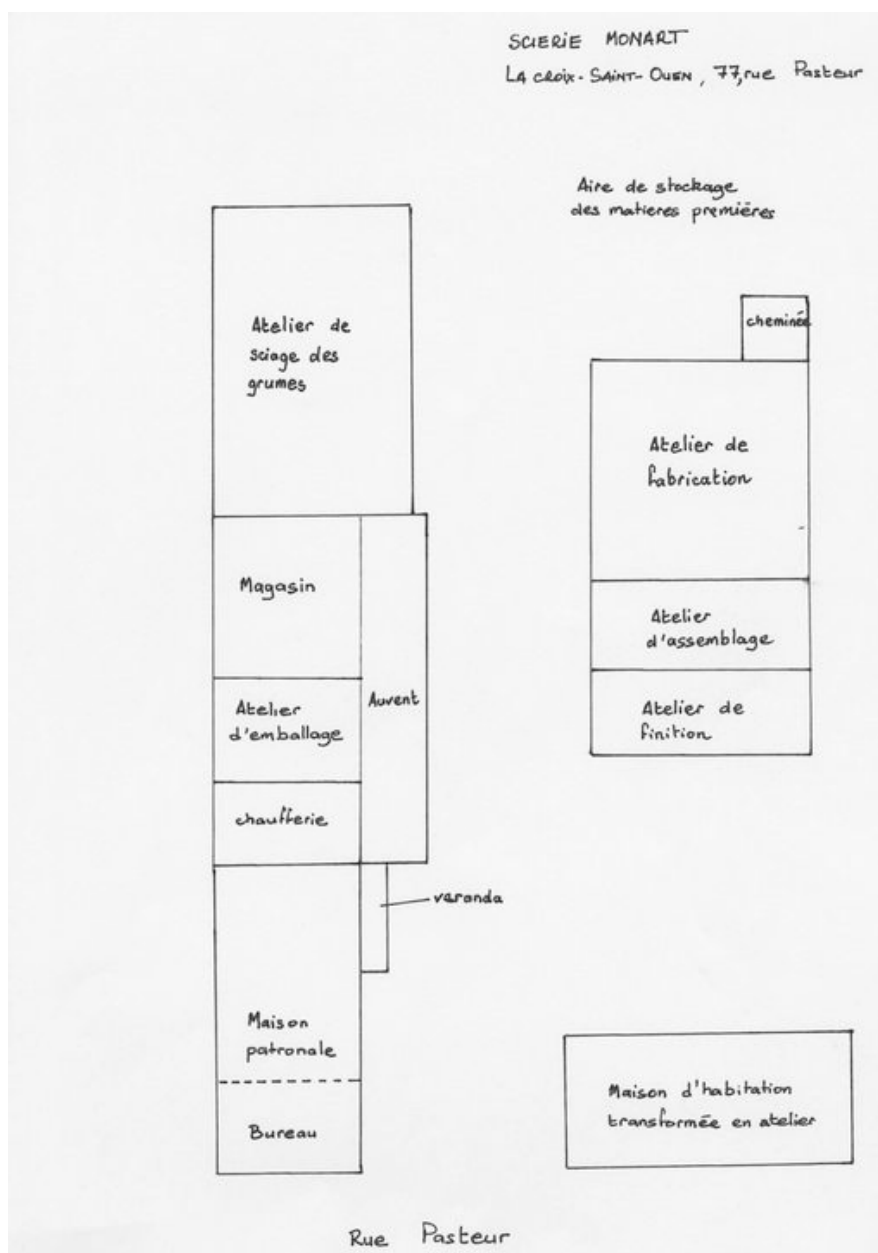 SCIERIE MONART
LA CROIX-SAINT-OUEN, 77, rue Pasteur
Aire de stockage
des matieres premières
cheminée
Atelier de
sciage des
grumes
Atelier de
fabrication
Magasin
Atelier
d'assemblage
Auvent
Atelier
d'emballage
Atelier de
finition
chaufferie
varanda
Maison
patronale
Maison d'habitation
transformée en atelier
Bureau
Rue Pasteur